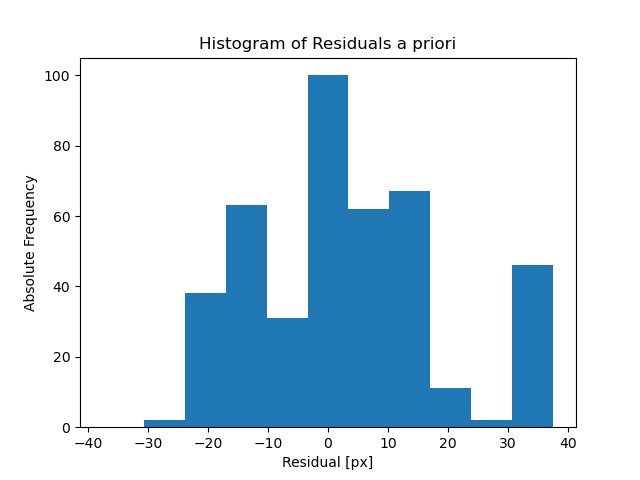 Histogram of Residuals a priori
Absolute Frequency
100
80
60
40
20
0
−40 −30 −20 −10 0 10 20 30 40
Residual [px]